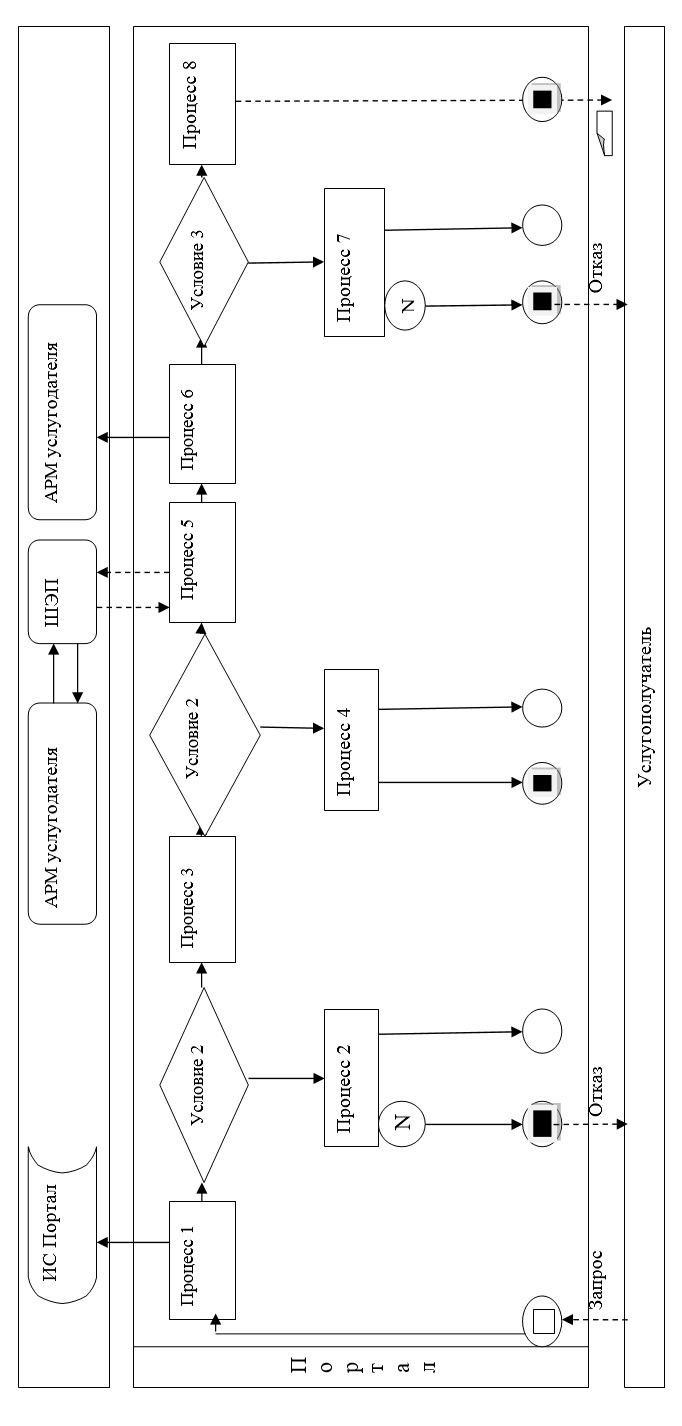 ИС Портал
АРМ услугодателя
ШЭП
АРМ услугодателя
Портал
Процесс 1
Условие 2
Процесс 3
Условие 2
Процесс 5
Процесс 6
Условие 3
Процесс 8
Процесс 2
N
Процесс 4
Процесс 7
N
Запрос
Отказ
Отказ
Услугополучатель